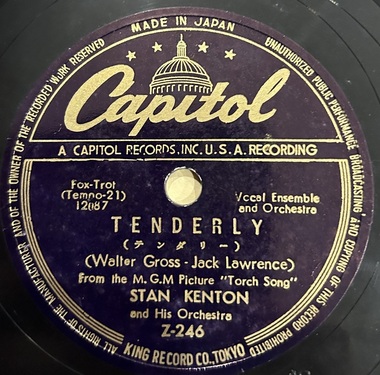 MADE IN JAPAN
ALL RIGHTS OF THE MANUFACTURER AND OF THE OWNER OF THE RECORDED WORK RESERVED
UNAUTHORIZED PUBLIC PERFORMANCE BROADCASTING AND COPYING OF THIS RECORD PROHIBITED
Capitol
A CAPITOL RECORDS, INC. U.S.A. RECORDING
Fox-Trot
(Tempo-21)
12087
Vocal Ensemble
and Orchestra
TENDERLY
(テンダリー)
(Walter Gross - Jack Lawrence)
From the M.G.M Picture "Torch Song"
STAN KENTON
and His Orchestra
Z-246
KING RECORD CO. TOKYO